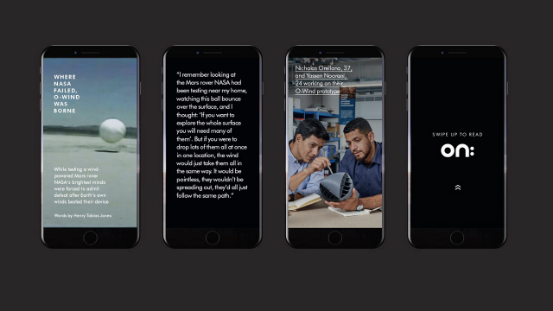 WHERE
NASA
FAILED,
O-WIND
WAS
BORNE
While testing a wind
powered Mars rover
NASA's brightest minds
were forced to admit
defeat after Earth's own
winds bested their device
Words by Henry Tobias Jones
"I remember looking at
the Mars rover NASA had
been testing near my home,
watching this ball bounce
over the surface, and I
thought: 'If you want to
explore the whole surface
you will need many of
them'. But if you were to
drop lots of them all at once
in one location, the wind
would just take them all in
the same way. It would be
pointless, they wouldn't be
spreading out, they'd all just
follow the same path."
Nicholas Orellana, 37,
and Yaseen Noorani,
24 working on their
O-Wind prototype
SWIPE UP TO READ
on: